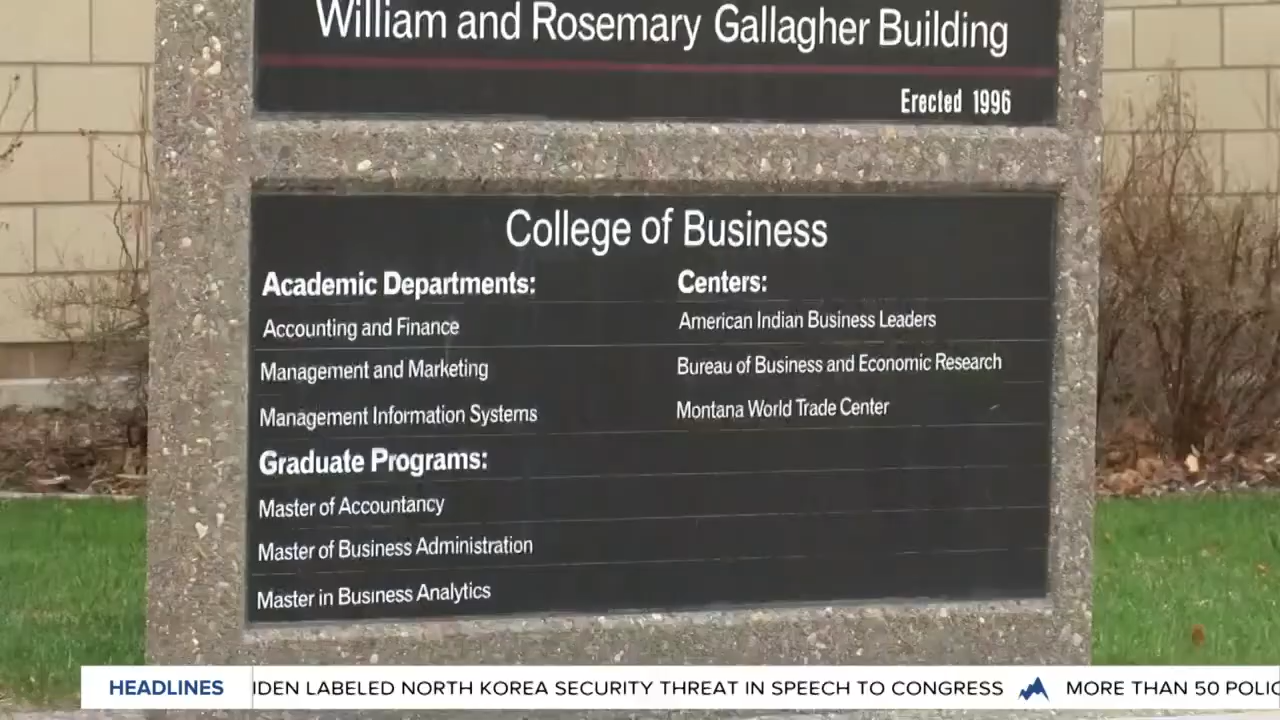 William and Rosemary Gallagher Building
Erected 1996
College of Business
Academic Departments:
Accounting and Finance
Management and Marketing
Management Information Systems
Graduate Programs:
Master of Accountancy
Master of Business Administration
Master in Business Analytics
Centers:
American Indian Business Leaders
Bureau of Business and Economic Research
Montana World Trade Center
HEADLINES
IDEN LABELED NORTH KOREA SECURITY THREAT IN SPEECH TO CONGRESS MORE THAN 50 POLIC